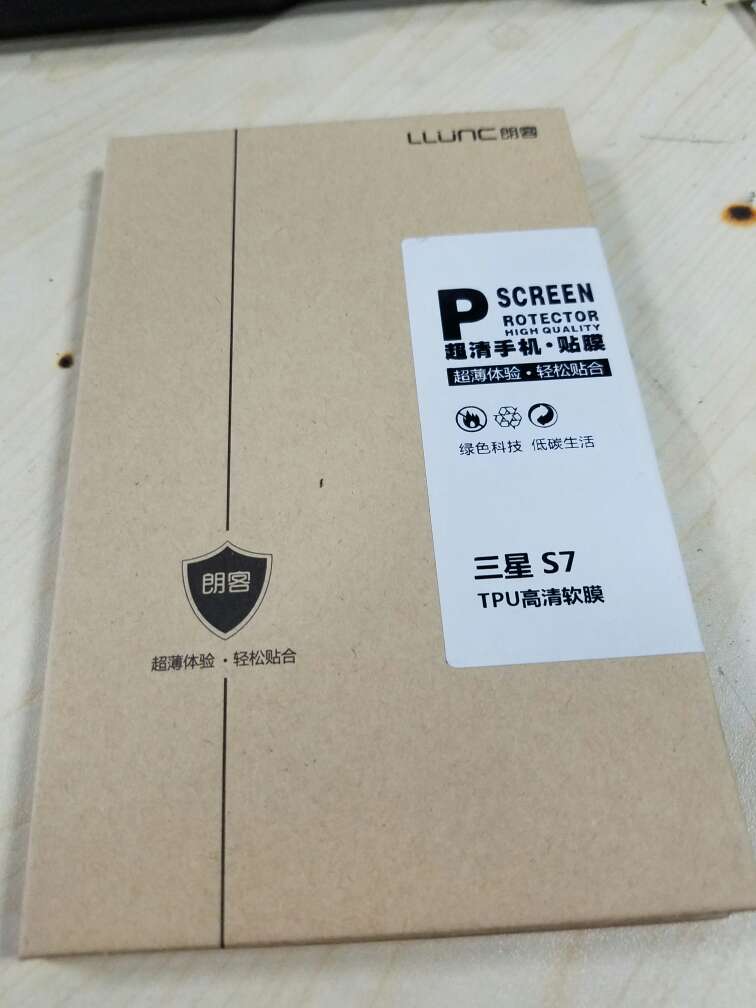 LLUNC 朗客
P SCREEN
ROTECTOR
HIGH QUALITY
超清手机·贴膜
超薄体验·轻松贴合
绿色科技 低碳生活
三星 S7
TPU高清软膜
朗客
超薄体验·轻松贴合